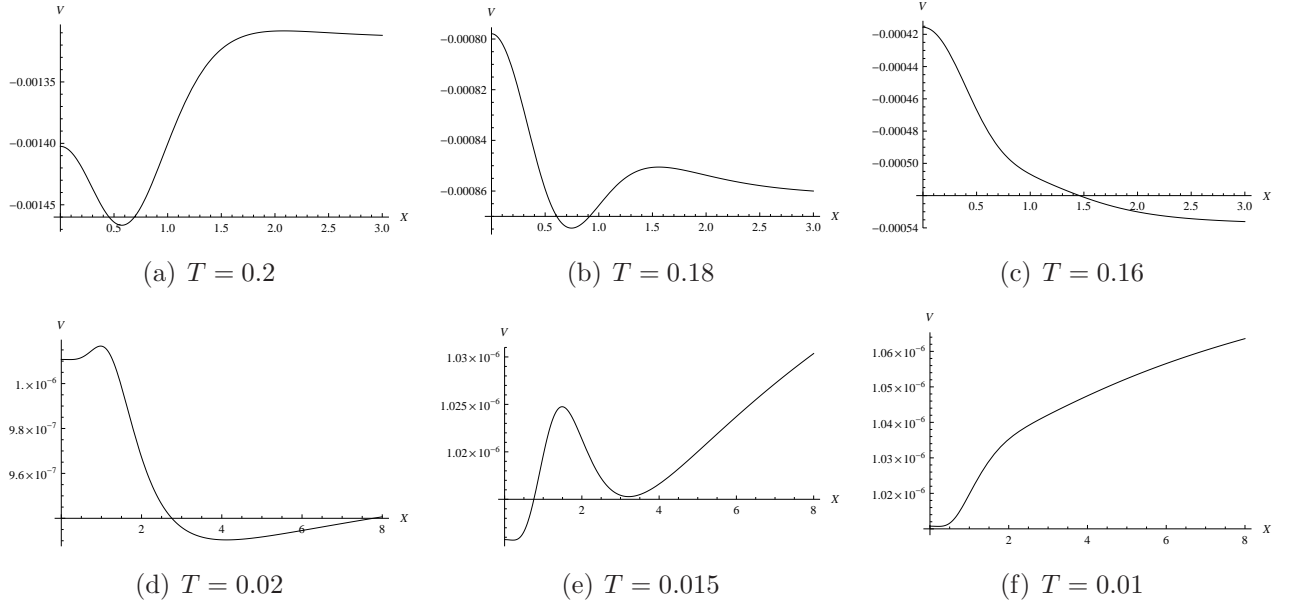 V
−0.00135
−0.00140
−0.00145
0.5 1.0 1.5 2.0 2.5 3.0
X
(a) T = 0.2
V
−0.00080
−0.00082
−0.00084
−0.00086
0.5 1.0 1.5 2.0 2.5 3.0
X
(b) T = 0.18
V
−0.00042
−0.00044
−0.00046
−0.00048
−0.00050
−0.00054
0.5 1.0 1.5 2.0 2.5 3.0
X
(c) T = 0.16
V
1.×10⁻⁶
9.8×10⁻⁷
9.6×10⁻⁷
2 4 6 8
X
(d) T = 0.02
V
1.03×10⁻⁶
1.025×10⁻⁶
1.02×10⁻⁶
2 4 6 8
X
(e) T = 0.015
V
1.06×10⁻⁶
1.05×10⁻⁶
1.04×10⁻⁶
1.03×10⁻⁶
1.02×10⁻⁶
2 4 6 8
X
(f) T = 0.01